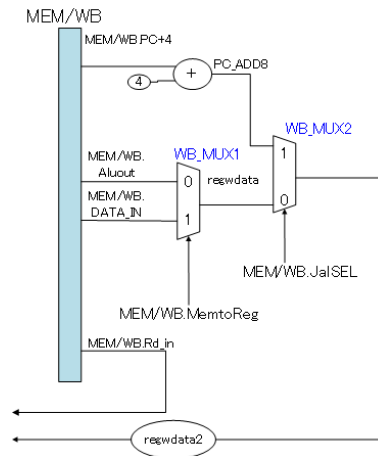 MEM/WB
MEM/WB.PC+4
PC_ADD8
4
+
WB_MUX2
MEM/WB.
Aluout
WB_MUX1
1
0
regwdata
MEM/WB.
DATA_IN
1
0
MEM/WB.JalSEL
MEM/WB.MemtoReg
MEM/WB.Rd_in
regwdata2